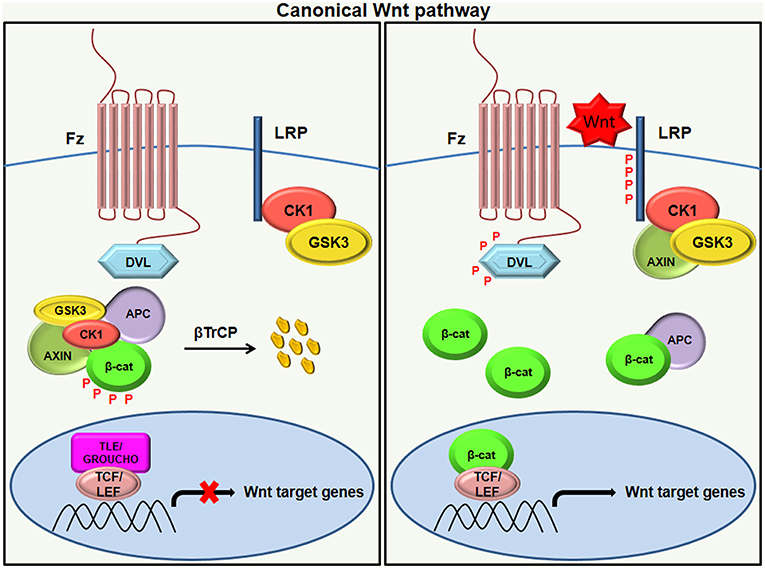 Canonical Wnt pathway
Fz
LRP
CK1
GSK3
DVL
GSK3
APC
CK1
AXIN
β-cat
P
P
P
P
βTrCP
TLE/
GROUCHO
TCF/
LEF
Wnt target genes
Fz
Wnt
LRP
P
P
P
P
CK1
GSK3
AXIN
P
P
P
P
DVL
β-cat
β-cat
β-cat
APC
β-cat
TCF/
LEF
Wnt target genes